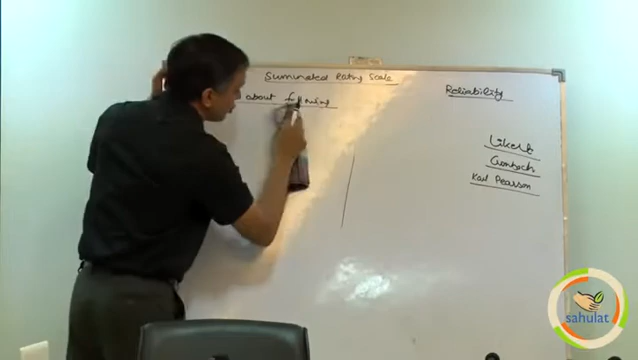 Summated Rating Scale
about following
Reliability
Likert
Cronbach
Karl Pearson
sahulat